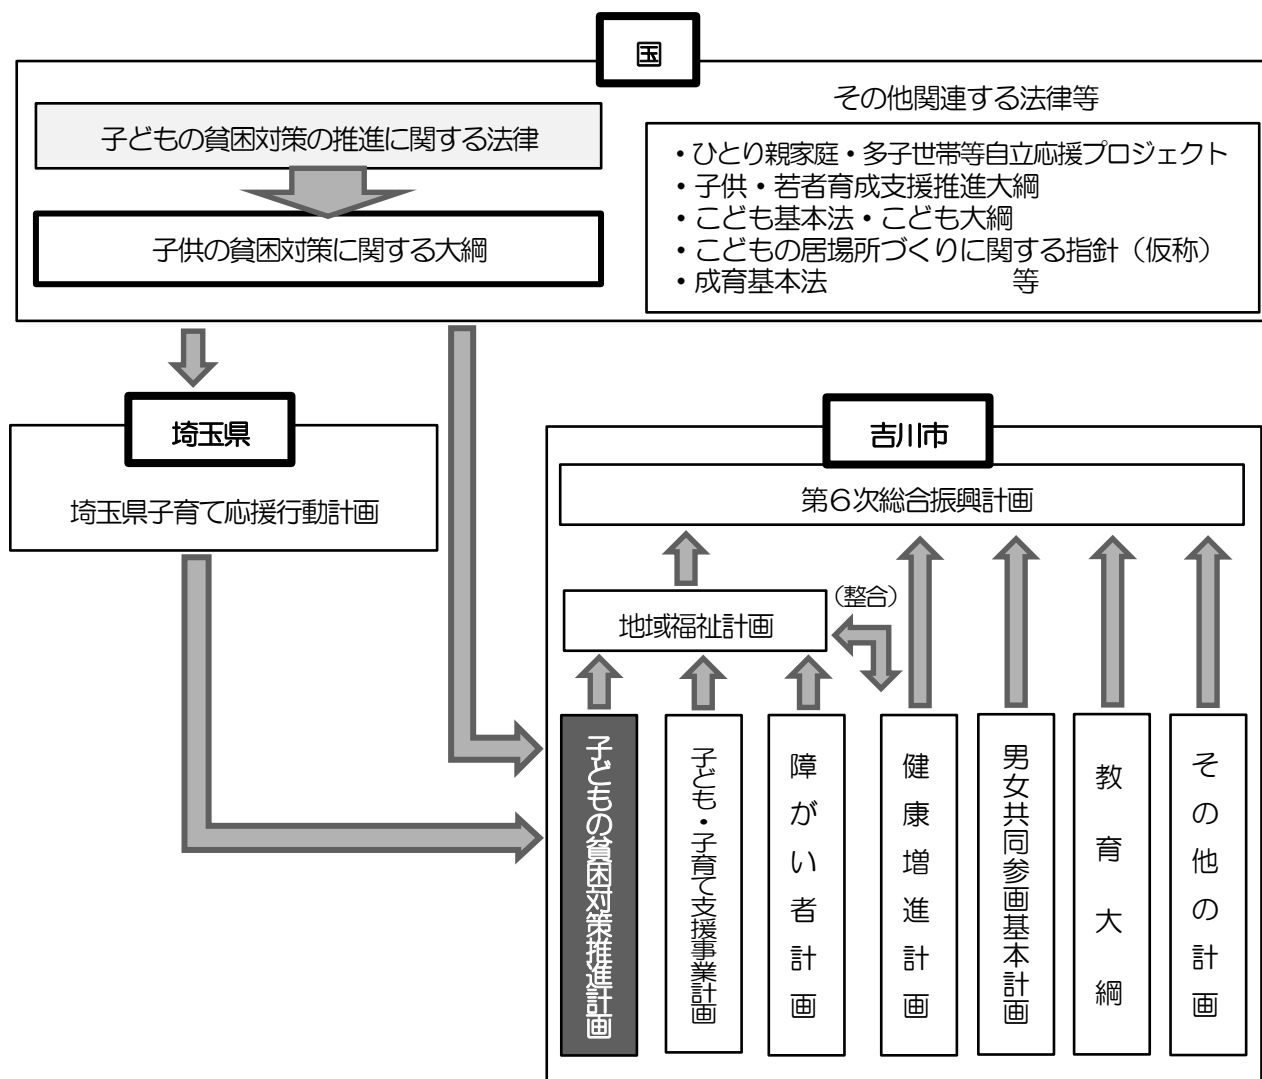 国
子どもの貧困対策の推進に関する法律
子供の貧困対策に関する大綱
その他関連する法律等
・ひとり親家庭・多子世帯等自立応援プロジェクト
・子供・若者育成支援推進大綱
・こども基本法・こども大綱
・こどもの居場所づくりに関する指針（仮称）
・成育基本法　　　　　　　等
埼玉県
埼玉県子育て応援行動計画
吉川市
第６次総合振興計画
地域福祉計画
（整合）
子どもの貧困対策推進計画
子ども・子育て支援事業計画
障がい者計画
健康増進計画
男女共同参画基本計画
教育大綱
その他の計画